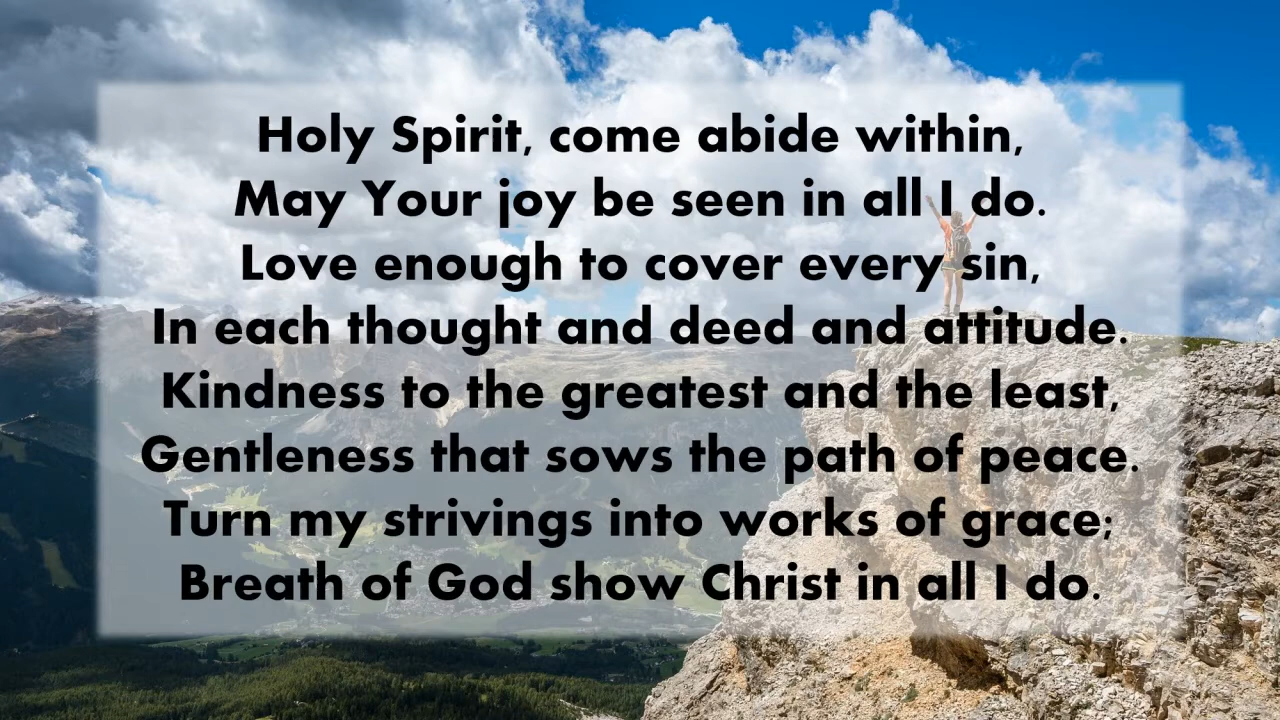 Holy Spirit, come abide within,
May Your joy be seen in all I do.
Love enough to cover every sin,
In each thought and deed and attitude.
Kindness to the greatest and the least,
Gentleness that sows the path of peace.
Turn my strivings into works of grace;
Breath of God show Christ in all I do.